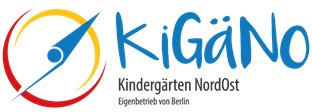 KiGäNo
Kindergärten NordOst
Eigenbetrieb von Berlin